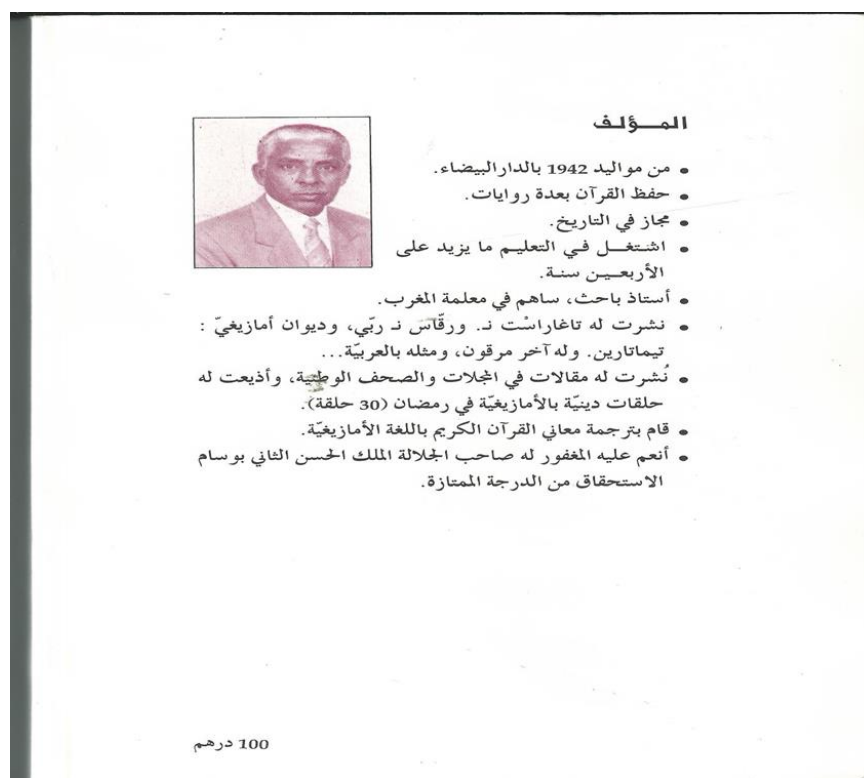 المـــؤلــف
• من مواليد 1942 بالدارالبيضاء.
• حفظ القرآن بعدة روايات.
• مجاز في التاريخ.
• اشتغـــل فـي التعليـم ما يزيد على
الأربعــين سنـة.
• أستاذ باحث، ساهم في معلمة المغرب.
• نشرت له تاغاراسْت نـ. ورقّاس نـ ربّي، وديوان أمازيغيّ :
تيماتارين. وله آخر مرقون، ومثله بالعربيّة...
• نُشرت له مقالات في المجلات والصحف الوطنية، وأذيعت له
حلقات دينيّة بالأمازيغيّة في رمضان (30 حلقة).
• قام بترجمة معاني القرآن الكريم باللغة الأمازيغيّة.
• أنعم عليه المغفور له صاحب الجلالة الملك الحسن الثاني بوسام
الاستحقاق من الدرجة الممتازة.
100 درهم